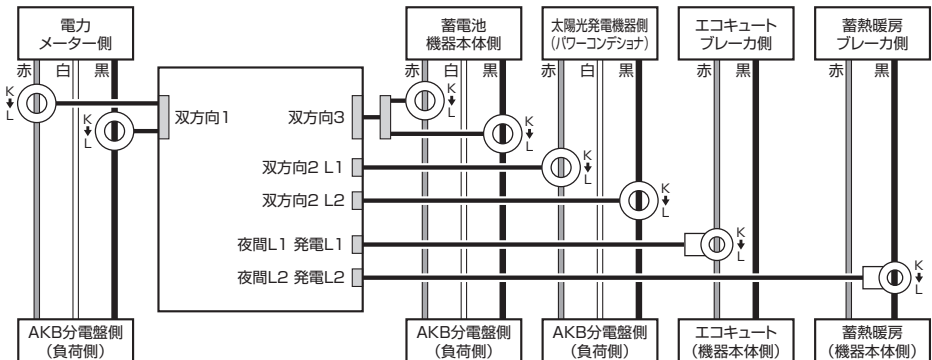 電力
メーター側
蓄電池
機器本体側
太陽光発電機器側
(パワーコンデショナ)
エコキュート
ブレーカ側
蓄熱暖房
ブレーカ側
赤 白 黒
赤 白 黒
赤 白 黒
赤 黒
赤 黒
K
L
K
L
双方向1
双方向3
K
L
K
L
双方向2 L1
K
L
双方向2 L2
K
L
夜間L1 発電L1
K
L
夜間L2 発電L2
K
L
AKB分電盤側
(負荷側)
AKB分電盤側
(負荷側)
AKB分電盤側
(負荷側)
エコキュート
(機器本体側)
蓄熱暖房
(機器本体側)